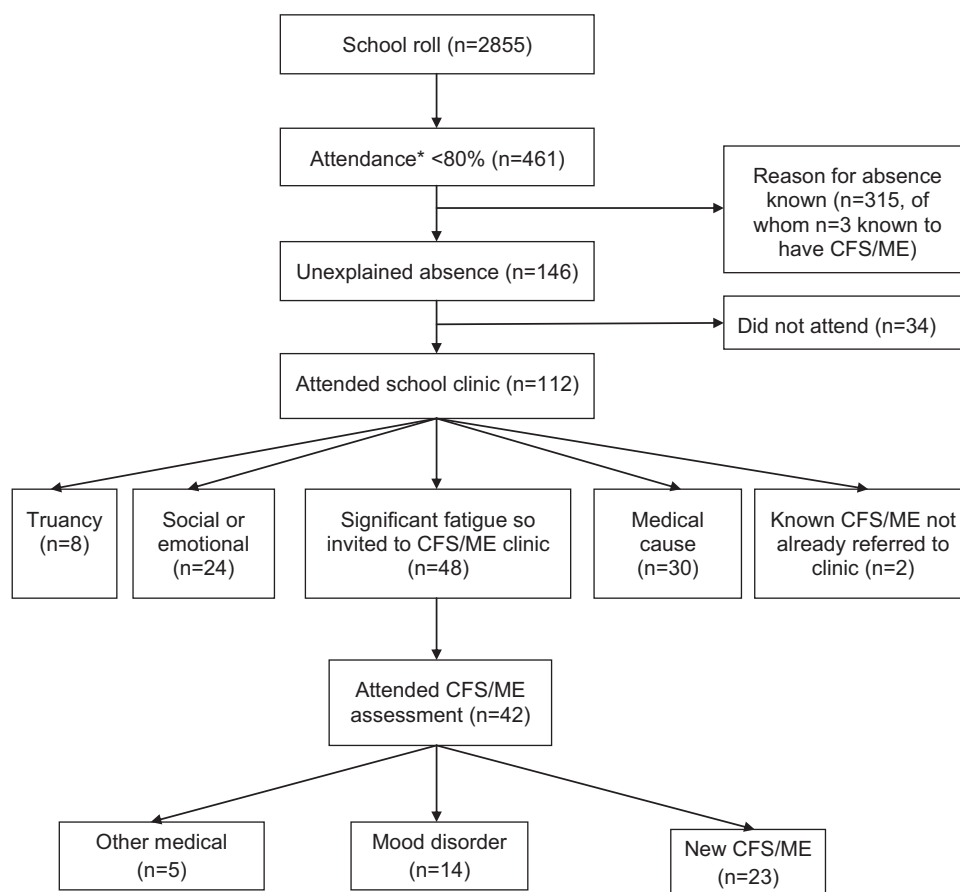 School roll (n=2855)
Attendance* <80% (n=461)
Reason for absence
known (n=315, of
whom n=3 known to
have CFS/ME)
Unexplained absence (n=146)
Did not attend (n=34)
Attended school clinic (n=112)
Truancy
(n=8)
Social or
emotional
(n=24)
Significant fatigue so
invited to CFS/ME clinic
(n=48)
Medical
cause
(n=30)
Known CFS/ME not
already referred to
clinic (n=2)
Attended CFS/ME
assessment (n=42)
Other medical
(n=5)
Mood disorder
(n=14)
New CFS/ME
(n=23)